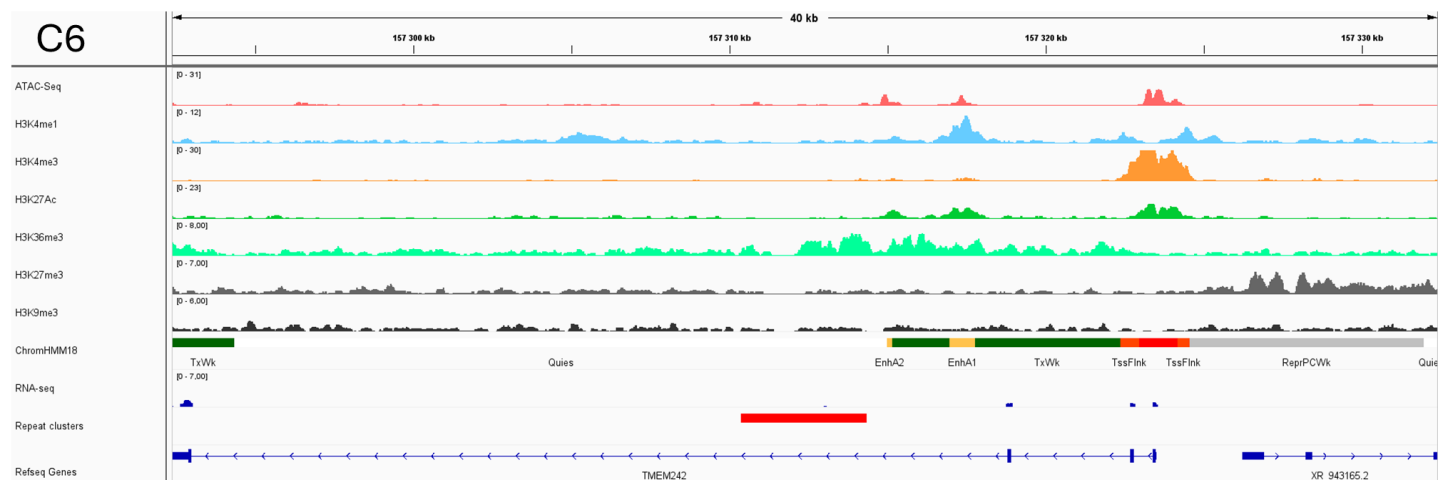 C6
40 kb
157 300 kb 157 310 kb 157 320 kb 157 330 kb
ATAC-Seq [0 - 31]
H3K4me1 [0 - 12]
H3K4me3 [0 - 30]
H3K27Ac [0 - 23]
H3K36me3 [0 - 8,00]
H3K27me3 [0 - 7,00]
H3K9me3 [0 - 6,00]
ChromHMM18
TxWk Quies EnhA2 EnhA1 TxWk TssFlnk TssFlnk ReprPCWk Quie
RNA-seq [0 - 7,00]
Repeat clusters
Refseq Genes
TMEM242 XR_943165.2